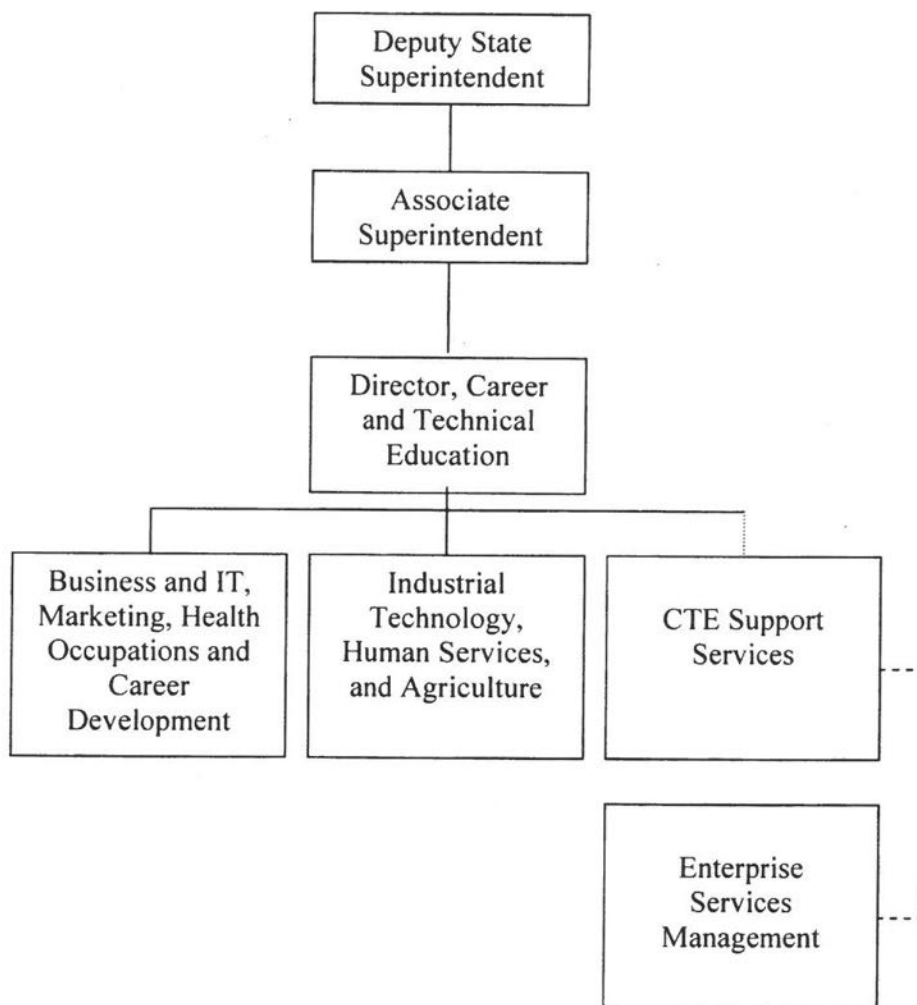 Deputy State
Superintendent
Associate
Superintendent
Director, Career
and Technical
Education
Business and IT,
Marketing, Health
Occupations and
Career
Development
Industrial
Technology,
Human Services,
and Agriculture
CTE Support
Services
Enterprise
Services
Management